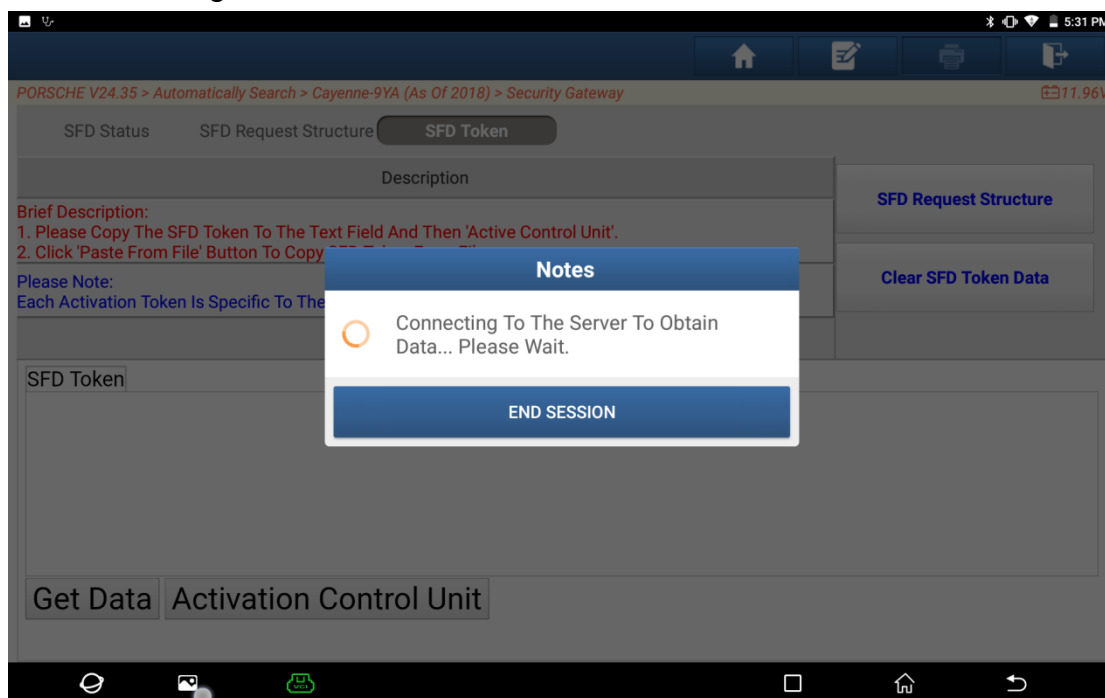 5:31 PM
PORSCHE V24.35 > Automatically Search > Cayenne-9YA (As Of 2018) > Security Gateway
11.96V
SFD Status
SFD Request Structure
SFD Token
Description
Brief Description:
1. Please Copy The SFD Token To The Text Field And Then 'Active Control Unit'.
2. Click 'Paste From File' Button To Copy
Please Note:
Each Activation Token Is Specific To The
SFD Request Structure
Clear SFD Token Data
Notes
Connecting To The Server To Obtain
Data... Please Wait.
END SESSION
SFD Token
Get Data
Activation Control Unit
VCI